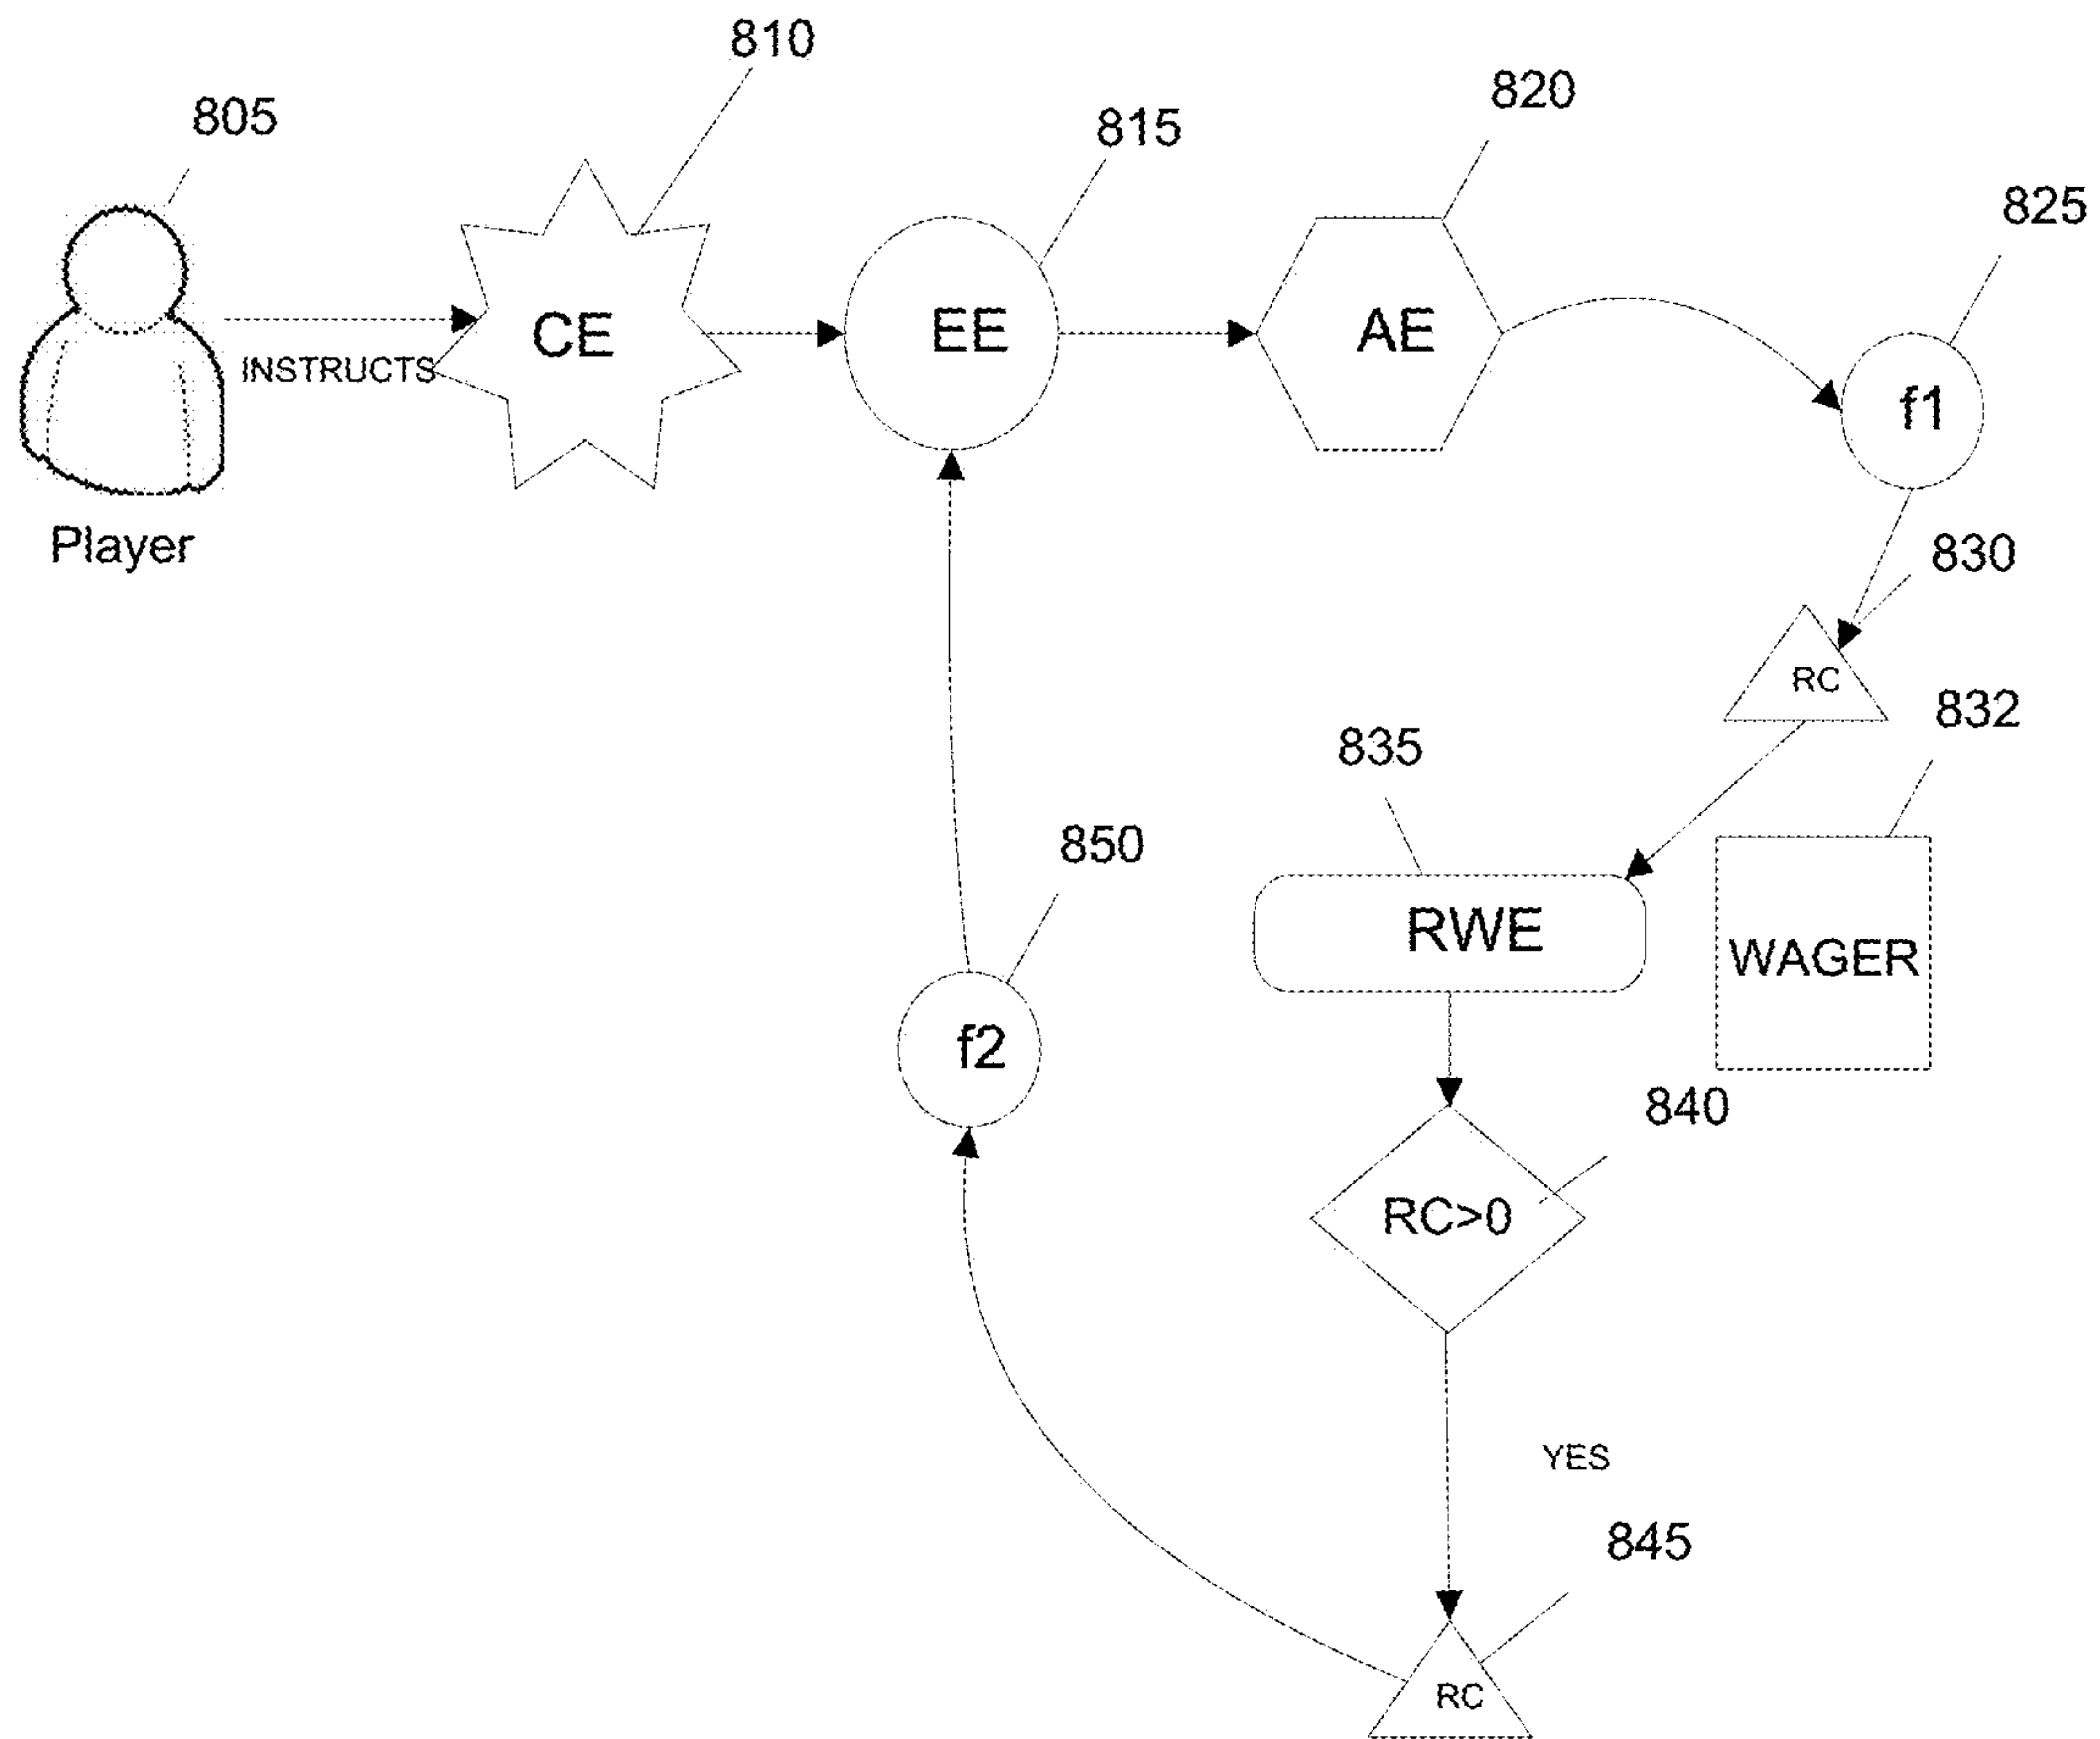 810
820
805
815
825
CE
EE
AE
INSTRUCTS
f1
Player
830
RC
832
835
850
RWE
WAGER
f2
840
RC>0
YES
845
RC